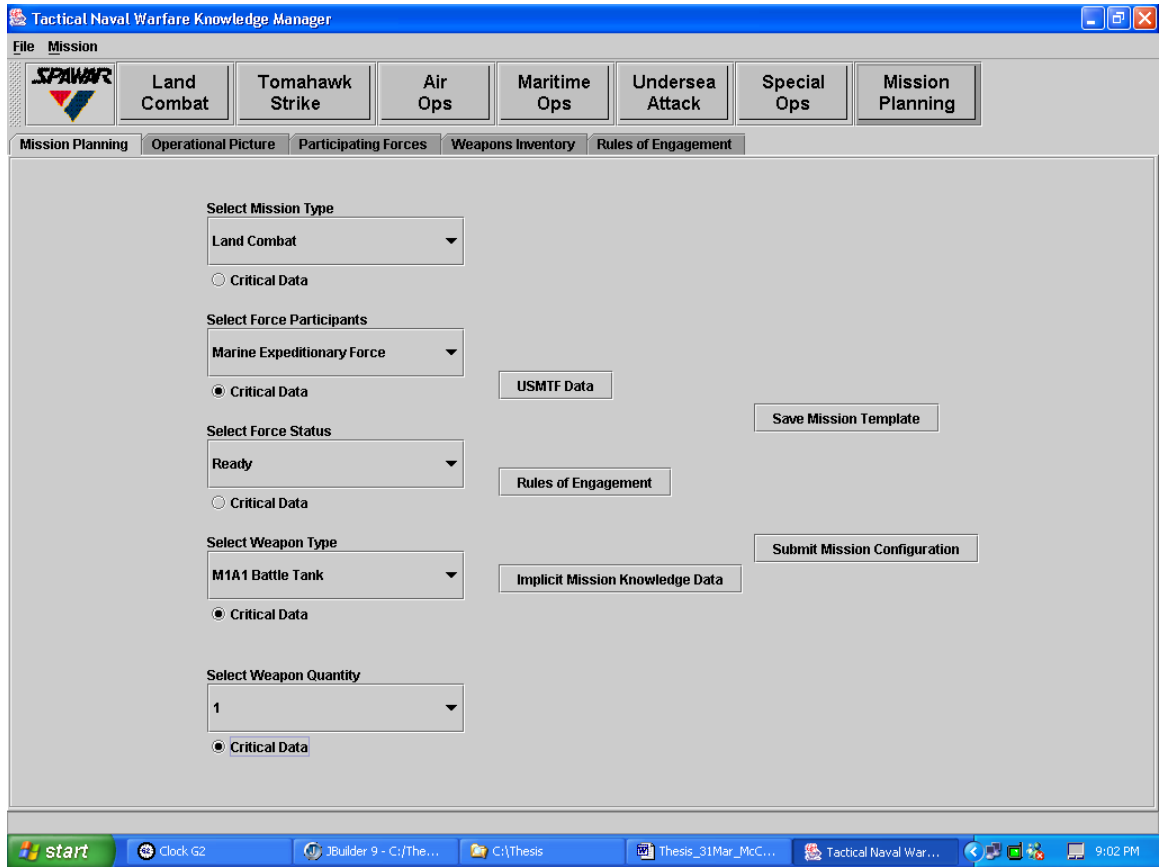 Tactical Naval Warfare Knowledge Manager
File Mission
SPAWAR
Land Combat
Tomahawk Strike
Air Ops
Maritime Ops
Undersea Attack
Special Ops
Mission Planning
Mission Planning Operational Picture Participating Forces Weapons Inventory Rules of Engagement
Select Mission Type
Land Combat
Critical Data
Select Force Participants
Marine Expeditionary Force
Critical Data
USMTF Data
Save Mission Template
Select Force Status
Ready
Critical Data
Rules of Engagement
Select Weapon Type
M1A1 Battle Tank
Critical Data
Submit Mission Configuration
Implicit Mission Knowledge Data
Select Weapon Quantity
1
Critical Data
start Clock G2 JBuilder 9 - C:/The... C:\Thesis Thesis_31Mar_McC... Tactical Naval War... 9:02 PM